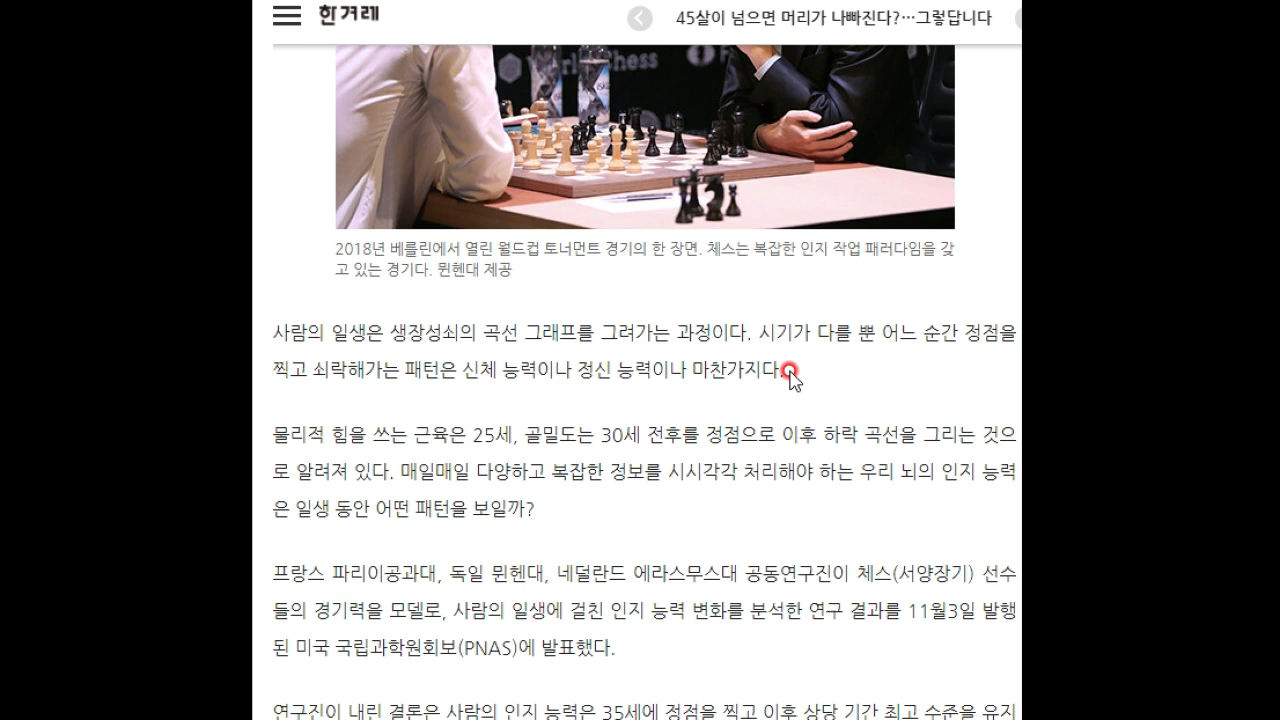 한겨레
45살이 넘으면 머리가 나빠진다?…그렇답니다
World Chess
2018년 베를린에서 열린 월드컵 토너먼트 경기의 한 장면. 체스는 복잡한 인지 작업 패러다임을 갖
고 있는 경기다. 뮌헨대 제공
사람의 일생은 생장성쇠의 곡선 그래프를 그려가는 과정이다. 시기가 다를 뿐 어느 순간 정점을
찍고 쇠락해가는 패턴은 신체 능력이나 정신 능력이나 마찬가지다.
물리적 힘을 쓰는 근육은 25세, 골밀도는 30세 전후를 정점으로 이후 하락 곡선을 그리는 것으
로 알려져 있다. 매일매일 다양하고 복잡한 정보를 시시각각 처리해야 하는 우리 뇌의 인지 능력
은 일생 동안 어떤 패턴을 보일까?
프랑스 파리이공과대, 독일 뮌헨대, 네덜란드 에라스무스대 공동연구진이 체스(서양장기) 선수
들의 경기력을 모델로, 사람의 일생에 걸친 인지 능력 변화를 분석한 연구 결과를 11월3일 발행
된 미국 국립과학원회보(PNAS)에 발표했다.
연구진이 내린 결론은 사람의 인지 능력은 35세에 정점을 찍고 이후 상당 기간 최고 수준을 유지